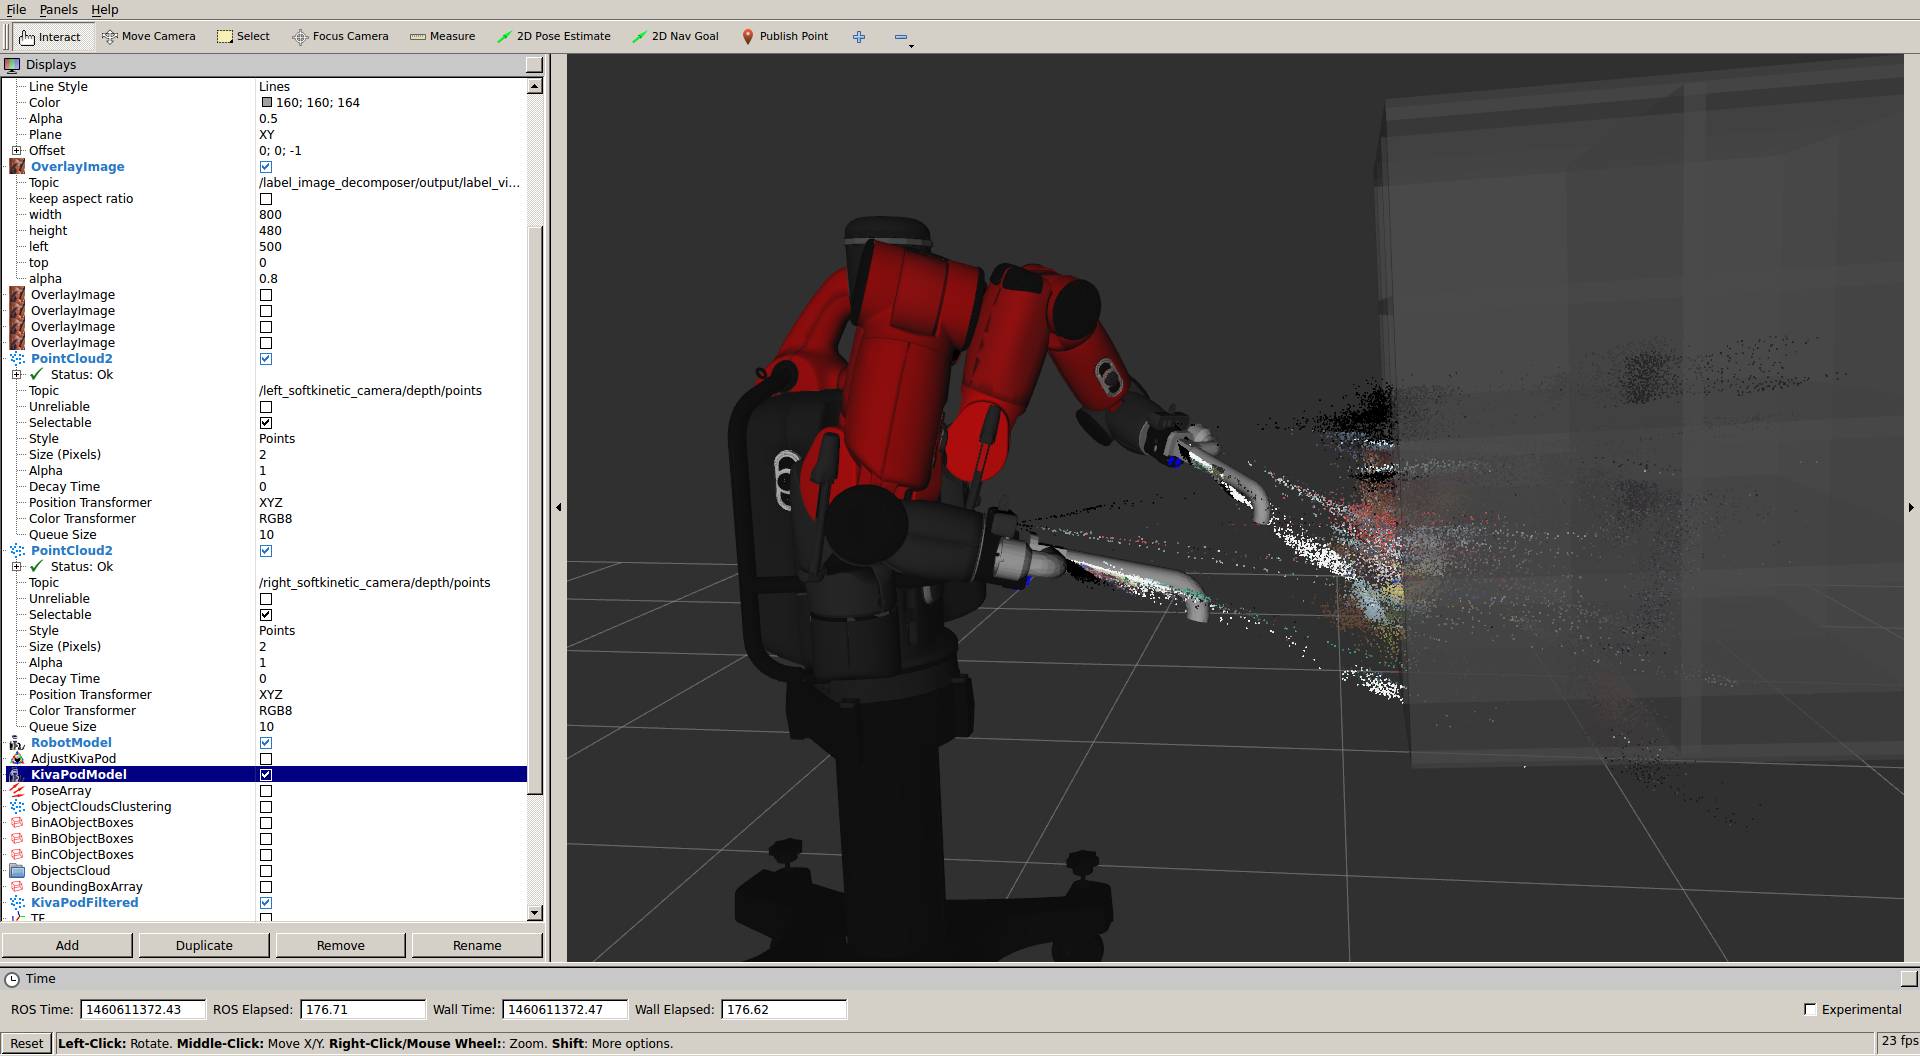 File Panels Help
Interact Move Camera Select Focus Camera Measure 2D Pose Estimate 2D Nav Goal Publish Point
Displays
Line Style Lines
Color 160; 160; 164
Alpha 0.5
Plane XY
Offset 0; 0; -1
OverlayImage
Topic /label_image_decomposer/output/label_vi...
keep aspect ratio
width 800
height 480
left 500
top 0
alpha 0.8
OverlayImage
OverlayImage
OverlayImage
OverlayImage
PointCloud2
Status: Ok
Topic /left_softkinetic_camera/depth/points
Unreliable
Selectable
Style Points
Size (Pixels) 2
Alpha 1
Decay Time 0
Position Transformer XYZ
Color Transformer RGB8
Queue Size 10
PointCloud2
Status: Ok
Topic /right_softkinetic_camera/depth/points
Unreliable
Selectable
Style Points
Size (Pixels) 2
Alpha 1
Decay Time 0
Position Transformer XYZ
Color Transformer RGB8
Queue Size 10
RobotModel
AdjustKivaPod
KivaPodModel
PoseArray
ObjectCloudsClustering
BinAObjectBoxes
BinBObjectBoxes
BinCObjectBoxes
ObjectsCloud
BoundingBoxArray
KivaPodFiltered
TF
Add Duplicate Remove Rename
Time
ROS Time: 1460611372.43 ROS Elapsed: 176.71 Wall Time: 1460611372.47 Wall Elapsed: 176.62 Experimental
Reset Left-Click: Rotate. Middle-Click: Move X/Y. Right-Click/Mouse Wheel:: Zoom. Shift: More options. 23 fps